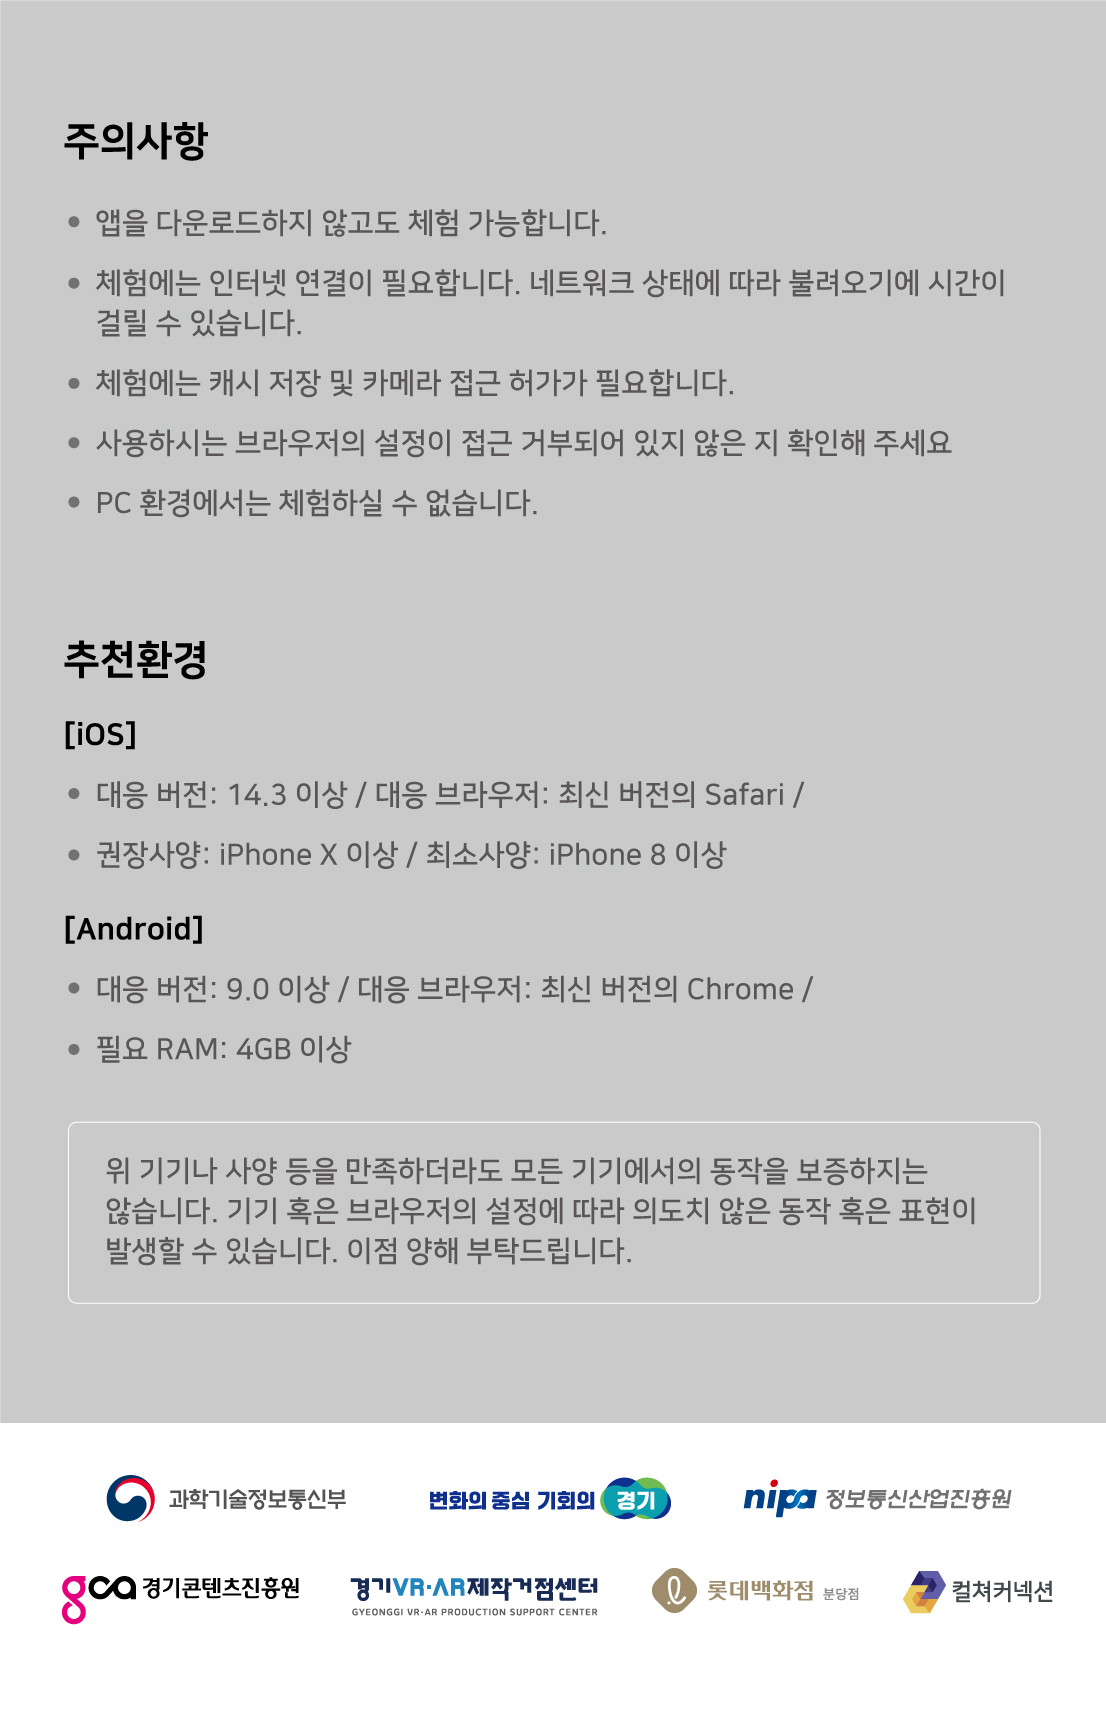 주의사항
• 앱을 다운로드하지 않고도 체험 가능합니다.
• 체험에는 인터넷 연결이 필요합니다. 네트워크 상태에 따라 불려오기에 시간이
걸릴 수 있습니다.
• 체험에는 캐시 저장 및 카메라 접근 허가가 필요합니다.
• 사용하시는 브라우저의 설정이 접근 거부되어 있지 않은 지 확인해 주세요
• PC 환경에서는 체험하실 수 없습니다.
추천환경
[iOS]
• 대응 버전: 14.3 이상 / 대응 브라우저: 최신 버전의 Safari /
• 권장사양: iPhone X 이상 / 최소사양: iPhone 8 이상
[Android]
• 대응 버전: 9.0 이상 / 대응 브라우저: 최신 버전의 Chrome /
• 필요 RAM: 4GB 이상
위 기기나 사양 등을 만족하더라도 모든 기기에서의 동작을 보증하지는
않습니다. 기기 혹은 브라우저의 설정에 따라 의도치 않은 동작 혹은 표현이
발생할 수 있습니다. 이점 양해 부탁드립니다.
과학기술정보통신부
변화의 중심 기회의 경기
nipa 정보통신산업진흥원
gca 경기콘텐츠진흥원
경기VR·AR제작거점센터
GYEONGGI VR·AR PRODUCTION SUPPORT CENTER
롯데백화점 분당점
컬쳐커넥션